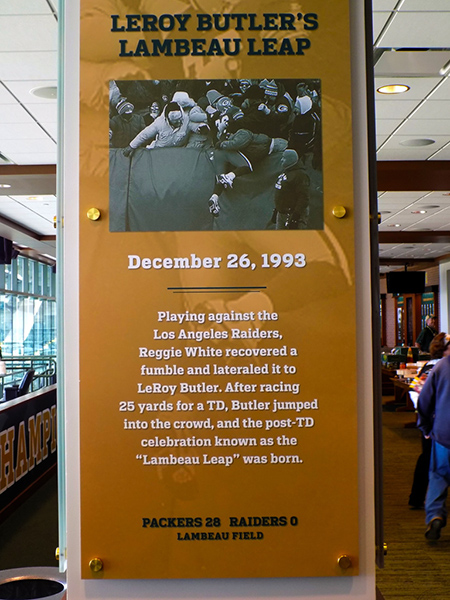 LEROY BUTLER'S
LAMBEAU LEAP
December 26, 1993
Playing against the
Los Angeles Raiders,
Reggie White recovered a
fumble and lateraled it to
LeRoy Butler. After racing
25 yards for a TD, Butler jumped
into the crowd, and the post-TD
celebration known as the
“Lambeau Leap” was born.
PACKERS 28 RAIDERS 0
LAMBEAU FIELD
HAMP